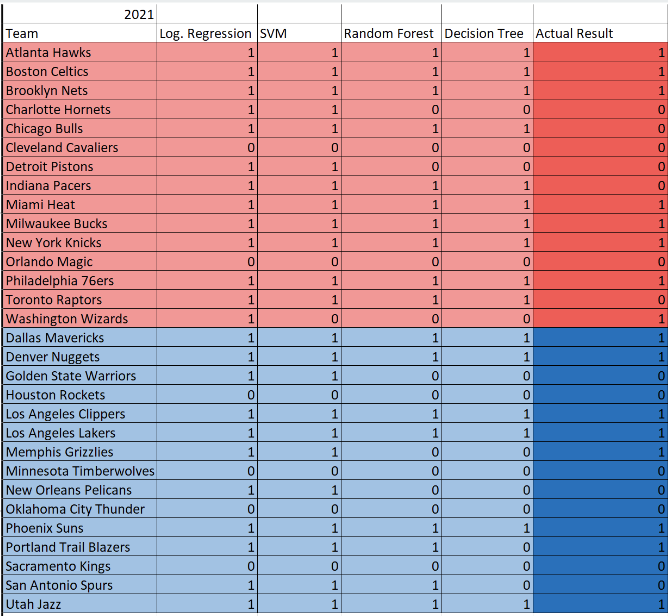 2021
Team Log. Regression SVM Random Forest Decision Tree Actual Result
Atlanta Hawks 1 1 1 1 1
Boston Celtics 1 1 1 1 1
Brooklyn Nets 1 1 1 1 1
Charlotte Hornets 1 1 0 0 0
Chicago Bulls 1 1 1 1 0
Cleveland Cavaliers 0 0 0 0 0
Detroit Pistons 1 1 0 0 0
Indiana Pacers 1 1 1 1 0
Miami Heat 1 1 1 1 1
Milwaukee Bucks 1 1 1 1 1
New York Knicks 1 1 1 1 1
Orlando Magic 0 0 0 0 0
Philadelphia 76ers 1 1 1 1 1
Toronto Raptors 1 1 1 1 0
Washington Wizards 1 0 0 0 1
Dallas Mavericks 1 1 1 1 1
Denver Nuggets 1 1 1 1 1
Golden State Warriors 1 1 0 0 0
Houston Rockets 0 0 0 0 0
Los Angeles Clippers 1 1 1 1 1
Los Angeles Lakers 1 1 1 1 1
Memphis Grizzlies 1 1 0 0 1
Minnesota Timberwolves 0 0 0 0 0
New Orleans Pelicans 1 1 0 0 0
Oklahoma City Thunder 0 0 0 0 0
Phoenix Suns 1 1 1 1 1
Portland Trail Blazers 1 1 1 0 1
Sacramento Kings 0 0 0 0 0
San Antonio Spurs 1 1 1 0 0
Utah Jazz 1 1 1 1 1